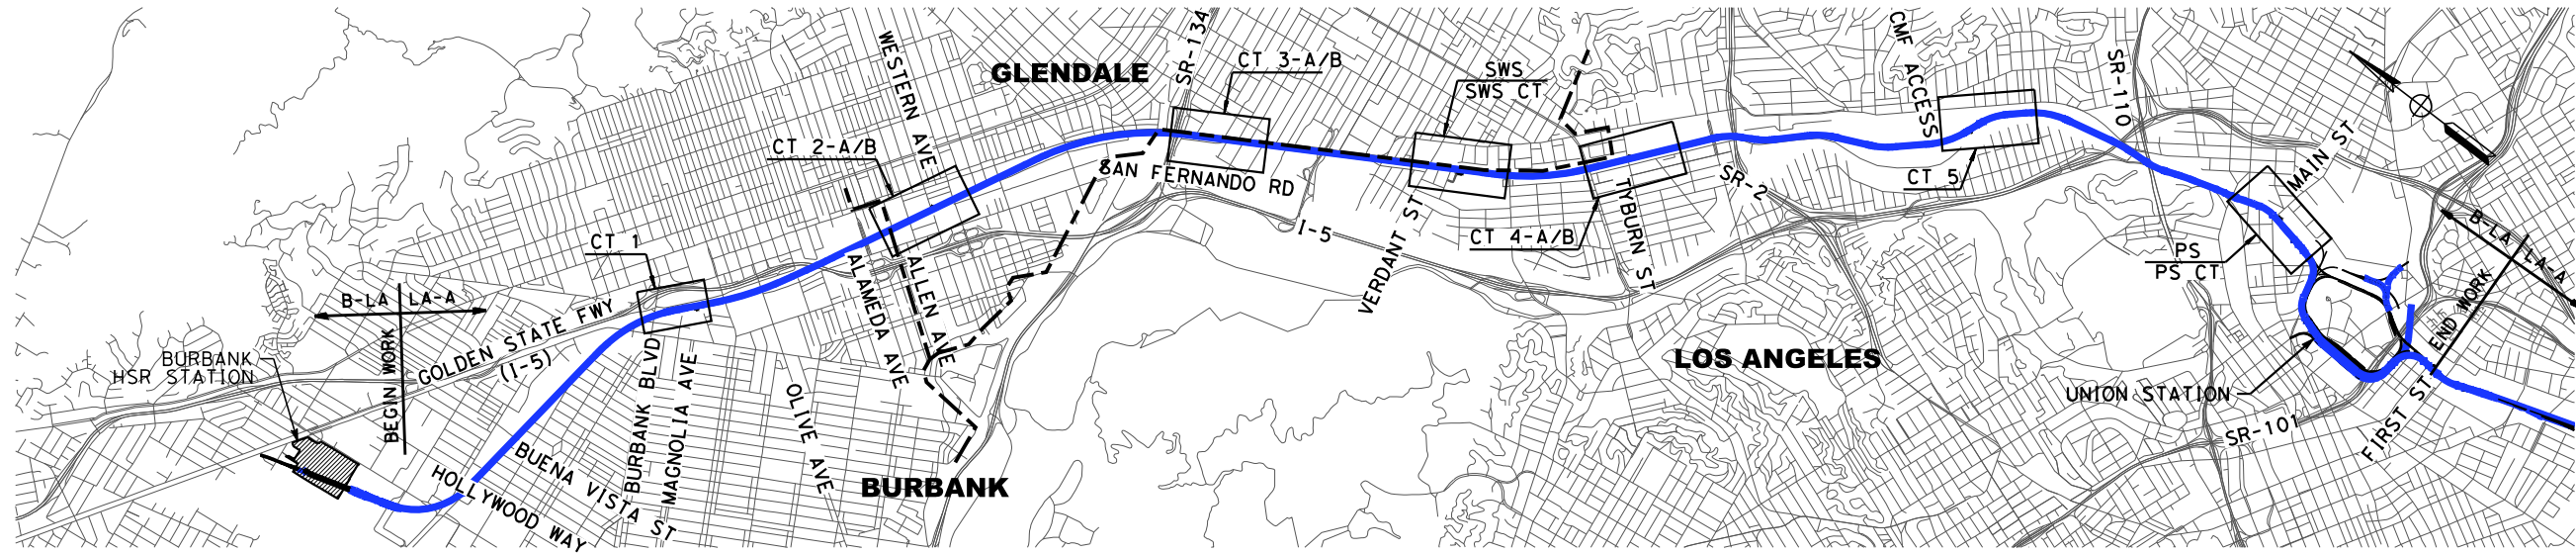 WESTERN AVE
GLENDALE
SR-134
CT 3-A/B
SWS
SWS CT
CMF ACCESS
SR-110
CT 2-A/B
SAN FERNANDO RD
MAIN ST
CT 5
SR-2
TYBURN ST
I-5
VERDANT ST
CT 4-A/B
CT 1
B-LA
LA-A
PS
PS CT
B-LA
LA-A
ALAMEDA AVE
ALLEN AVE
BEGIN WORK
GOLDEN STATE FWY
(I-5)
BURBANK
HSR STATION
BURBANK BLVD
MAGNOLIA AVE
OLIVE AVE
LOS ANGELES
END WORK
UNION STATION
FIRST ST
SR-101
HOLLYWOOD WAY
BUENA VISTA ST
BURBANK